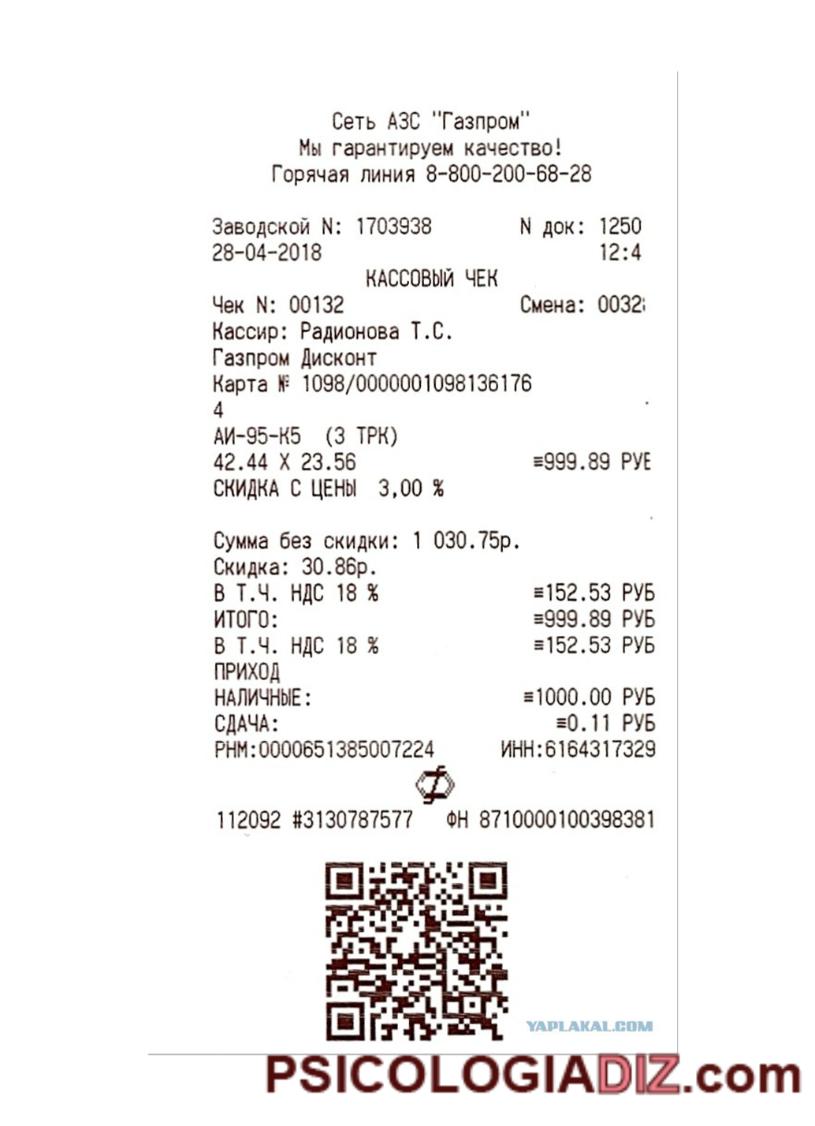 Сеть АЗС "Газпром"
Мы гарантируем качество!
Горячая линия 8-800-200-68-28
Заводской N: 1703938 N док: 1250
28-04-2018 12:4
КАССОВЫЙ ЧЕК
Чек N: 00132 Смена: 0032
Кассир: Радионова Т.С.
Газпром Дисконт
Карта № 1098/0000001098136176
4
АИ-95-К5 (3 ТРК)
42.44 X 23.56 ≡999.89 РУБ
СКИДКА С ЦЕНЫ 3,00 %
Сумма без скидки: 1 030.75р.
Скидка: 30.86р.
В Т.Ч. НДС 18 % ≡152.53 РУБ
ИТОГО: ≡999.89 РУБ
В Т.Ч. НДС 18 % ≡152.53 РУБ
ПРИХОД
НАЛИЧНЫЕ: ≡1000.00 РУБ
СДАЧА: ≡0.11 РУБ
РНМ:0000651385007224 ИНН:6164317329
112092 #3130787577 ФН 8710000100398381
YAPLAKAL.COM
PSICOLOGIADIZ.com